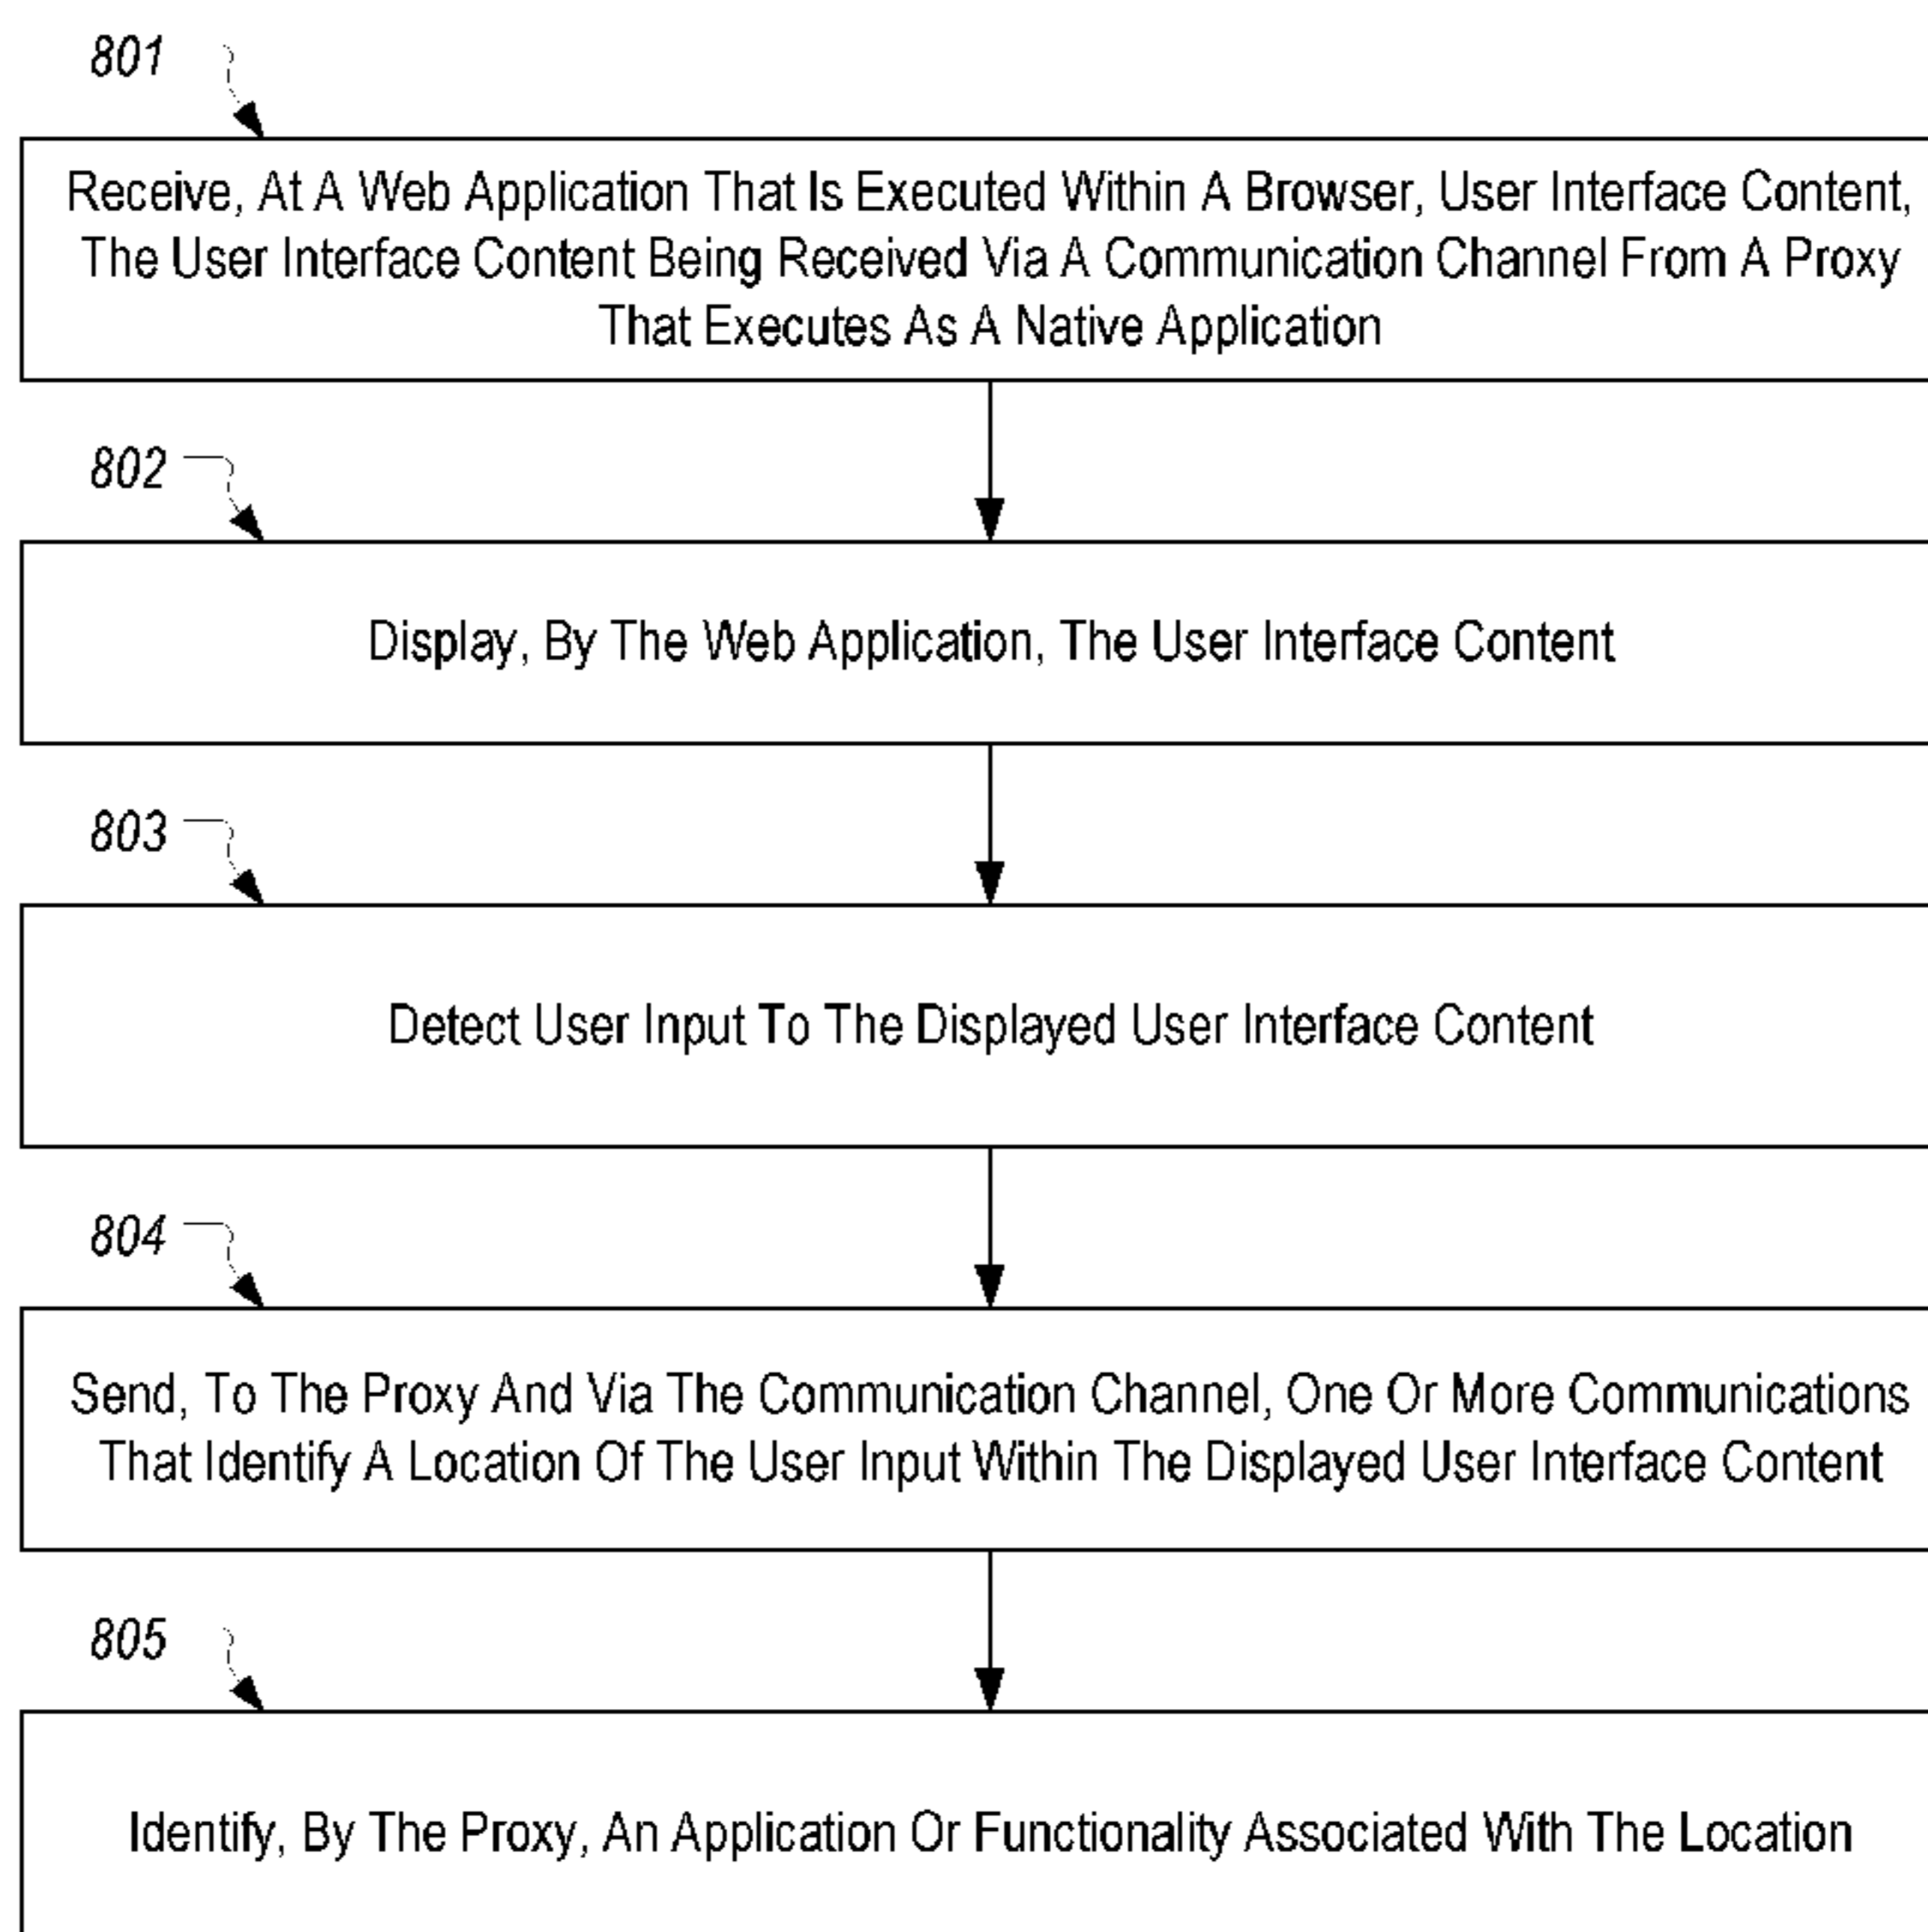 801
Receive, At A Web Application That Is Executed Within A Browser, User Interface Content,
The User Interface Content Being Received Via A Communication Channel From A Proxy
That Executes As A Native Application
802
Display, By The Web Application, The User Interface Content
803
Detect User Input To The Displayed User Interface Content
804
Send, To The Proxy And Via The Communication Channel, One Or More Communications
That Identify A Location Of The User Input Within The Displayed User Interface Content
805
Identify, By The Proxy, An Application Or Functionality Associated With The Location